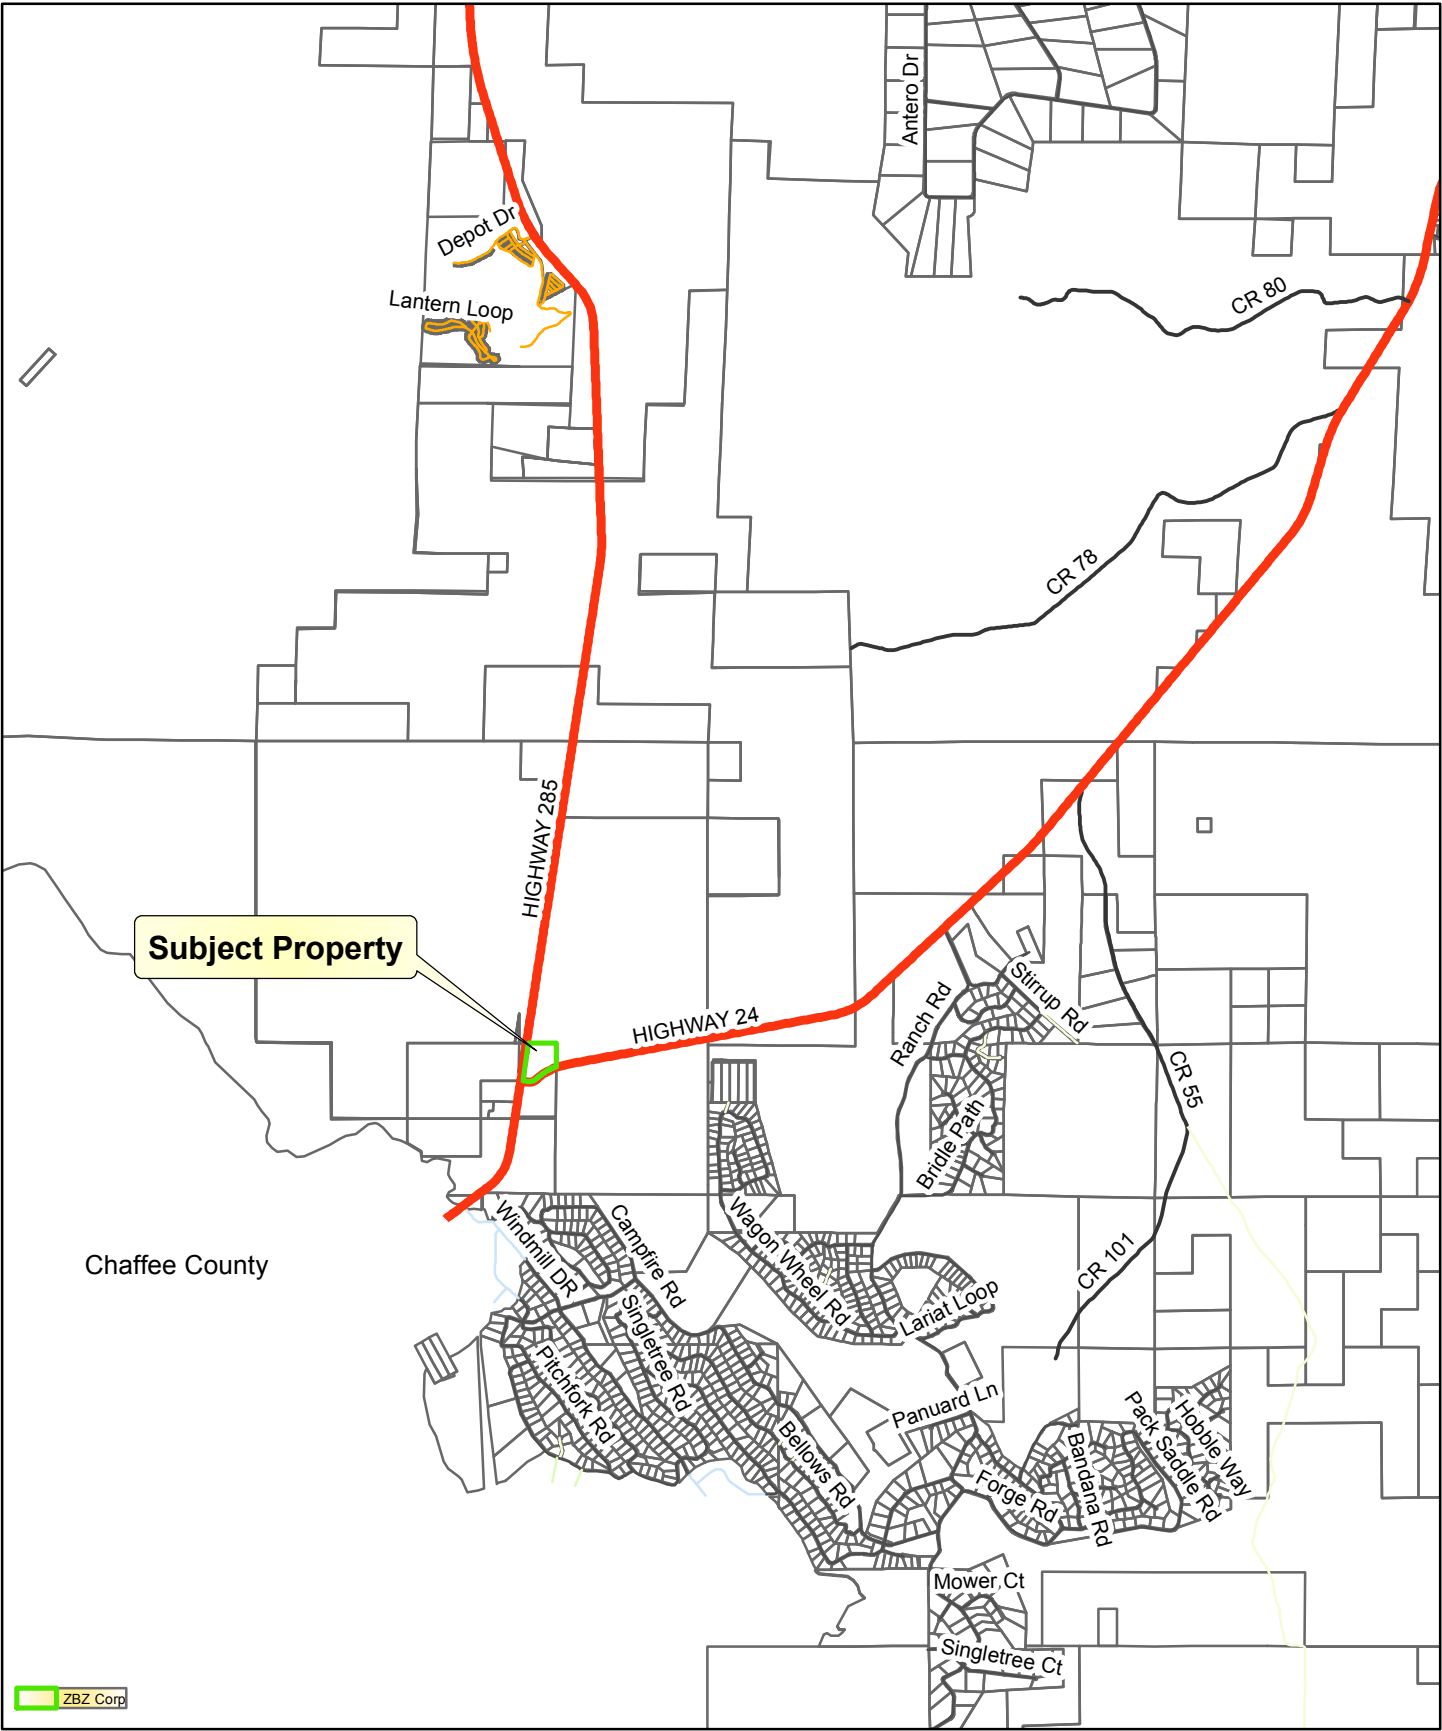 Antero Dr
Depot Dr
Lantern Loop
CR 80
CR 78
HIGHWAY 285
Subject Property
HIGHWAY 24
Stirrup Rd
Ranch Rd
CR 55
Bridle Path
Windmill DR
Campfire Rd
Wagon Wheel Rd
CR 101
Chaffee County
Lariat Loop
Singletree Rd
Pitchfork Rd
Panuard Ln
Pack Saddle Rd
Hobble Way
Bellows Rd
Bandana Rd
Forge Rd
Mower Ct
Singletree Ct
ZBZ Corp